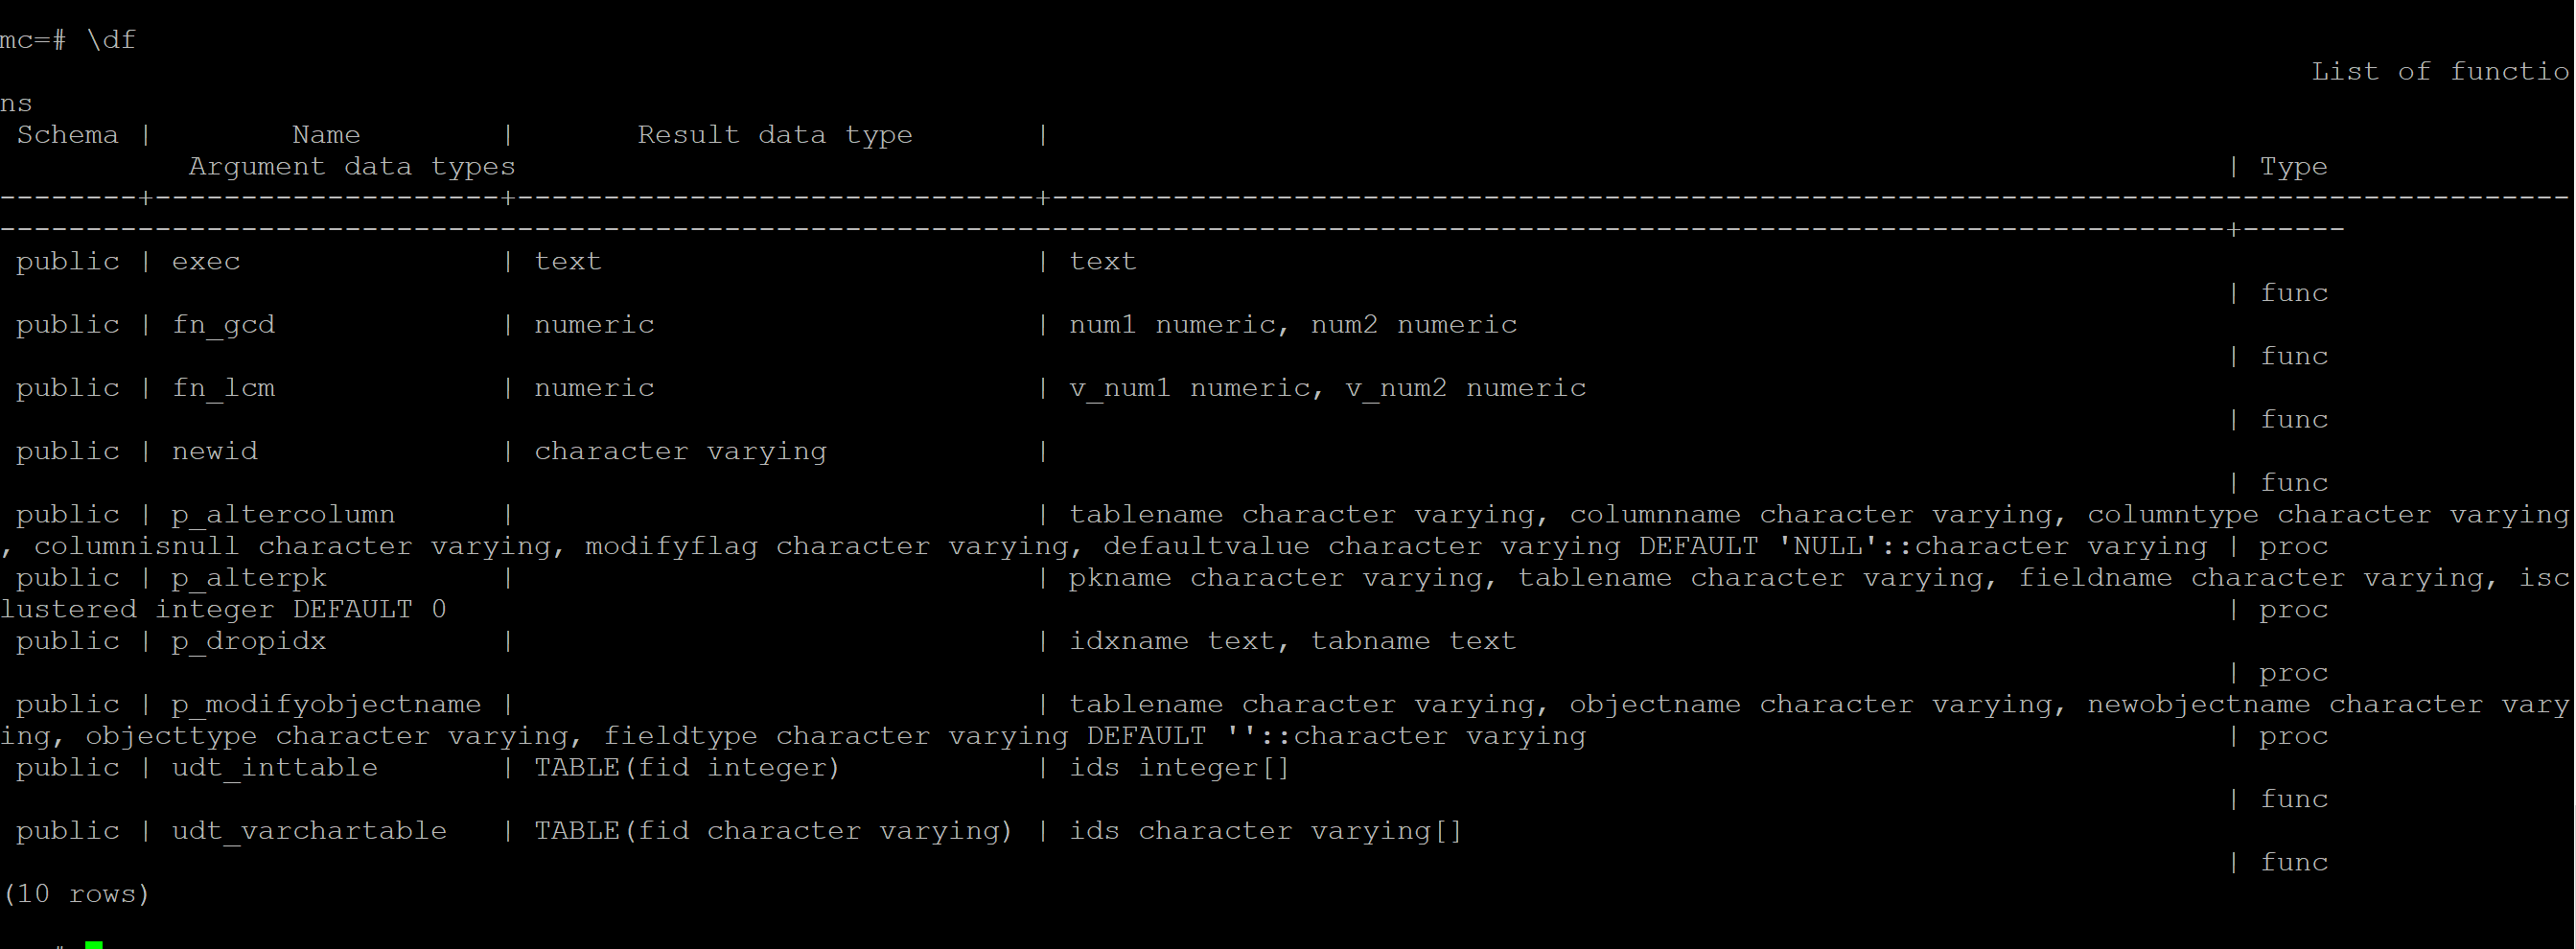 mc=# \df
List of functio
ns
Schema | Name | Result data type |
Argument data types | Type
--------+--------------------+------------------------------+----------------------------------------------------------------------------------------
---------------------------------------------------------------------------------------------------------------------------------+------
public | exec | text | text
| func
public | fn_gcd | numeric | num1 numeric, num2 numeric
| func
public | fn_lcm | numeric | v_num1 numeric, v_num2 numeric
| func
public | newid | character varying |
| func
public | p_altercolumn | | tablename character varying, columnname character varying, columntype character varying
, columnisnull character varying, modifyflag character varying, defaultvalue character varying DEFAULT 'NULL'::character varying | proc
public | p_alterpk | | pkname character varying, tablename character varying, fieldname character varying, isc
lustered integer DEFAULT 0 | proc
public | p_dropidx | | idxname text, tabname text
| proc
public | p_modifyobjectname | | tablename character varying, objectname character varying, newobjectname character vary
ing, objecttype character varying, fieldtype character varying DEFAULT ''::character varying | proc
public | udt_inttable | TABLE(fid integer) | ids integer[]
| func
public | udt_varchartable | TABLE(fid character varying) | ids character varying[]
| func
(10 rows)